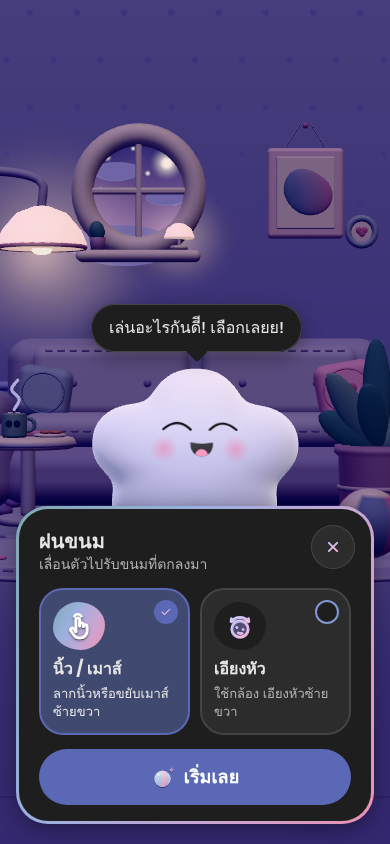 เล่นอะไรกันดี! เลือกเลยย!
ฝนขนม
เลื่อนตัวไปรับขนมที่ตกลงมา
นิ้ว / เมาส์
ลากนิ้วหรือขยับเมาส์
ซ้ายขวา
เอียงหัว
ใช้กล้อง เอียงหัวซ้าย
ขวา
เริ่มเลย